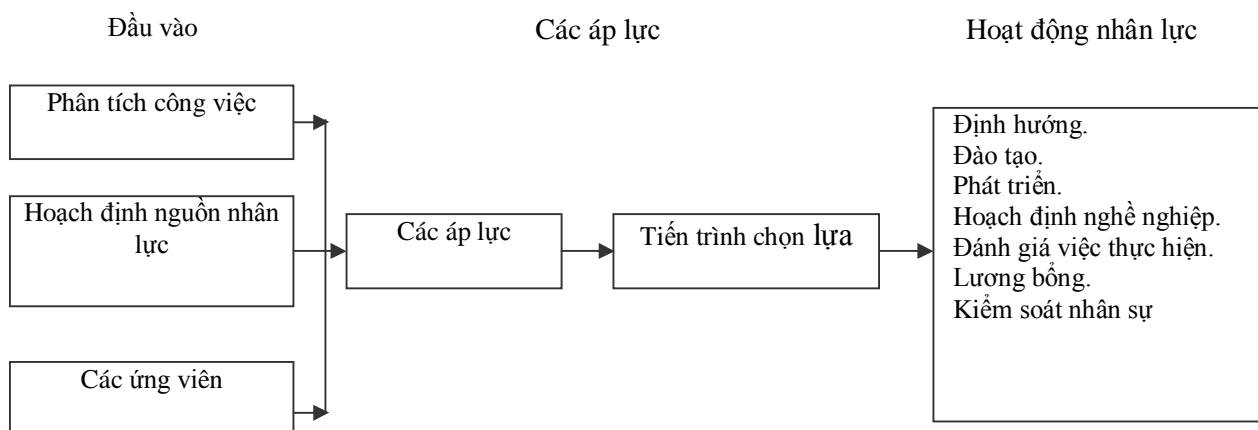 Đầu vào
Các áp lực
Hoạt động nhân lực
Phân tích công việc
Hoạch định nguồn nhân
lực
Các ứng viên
Các áp lực
Tiến trình chọn lựa
Định hướng.
Đào tạo.
Phát triển.
Hoạch định nghề nghiệp.
Đánh giá việc thực hiện.
Lương bổng.
Kiểm soát nhân sự